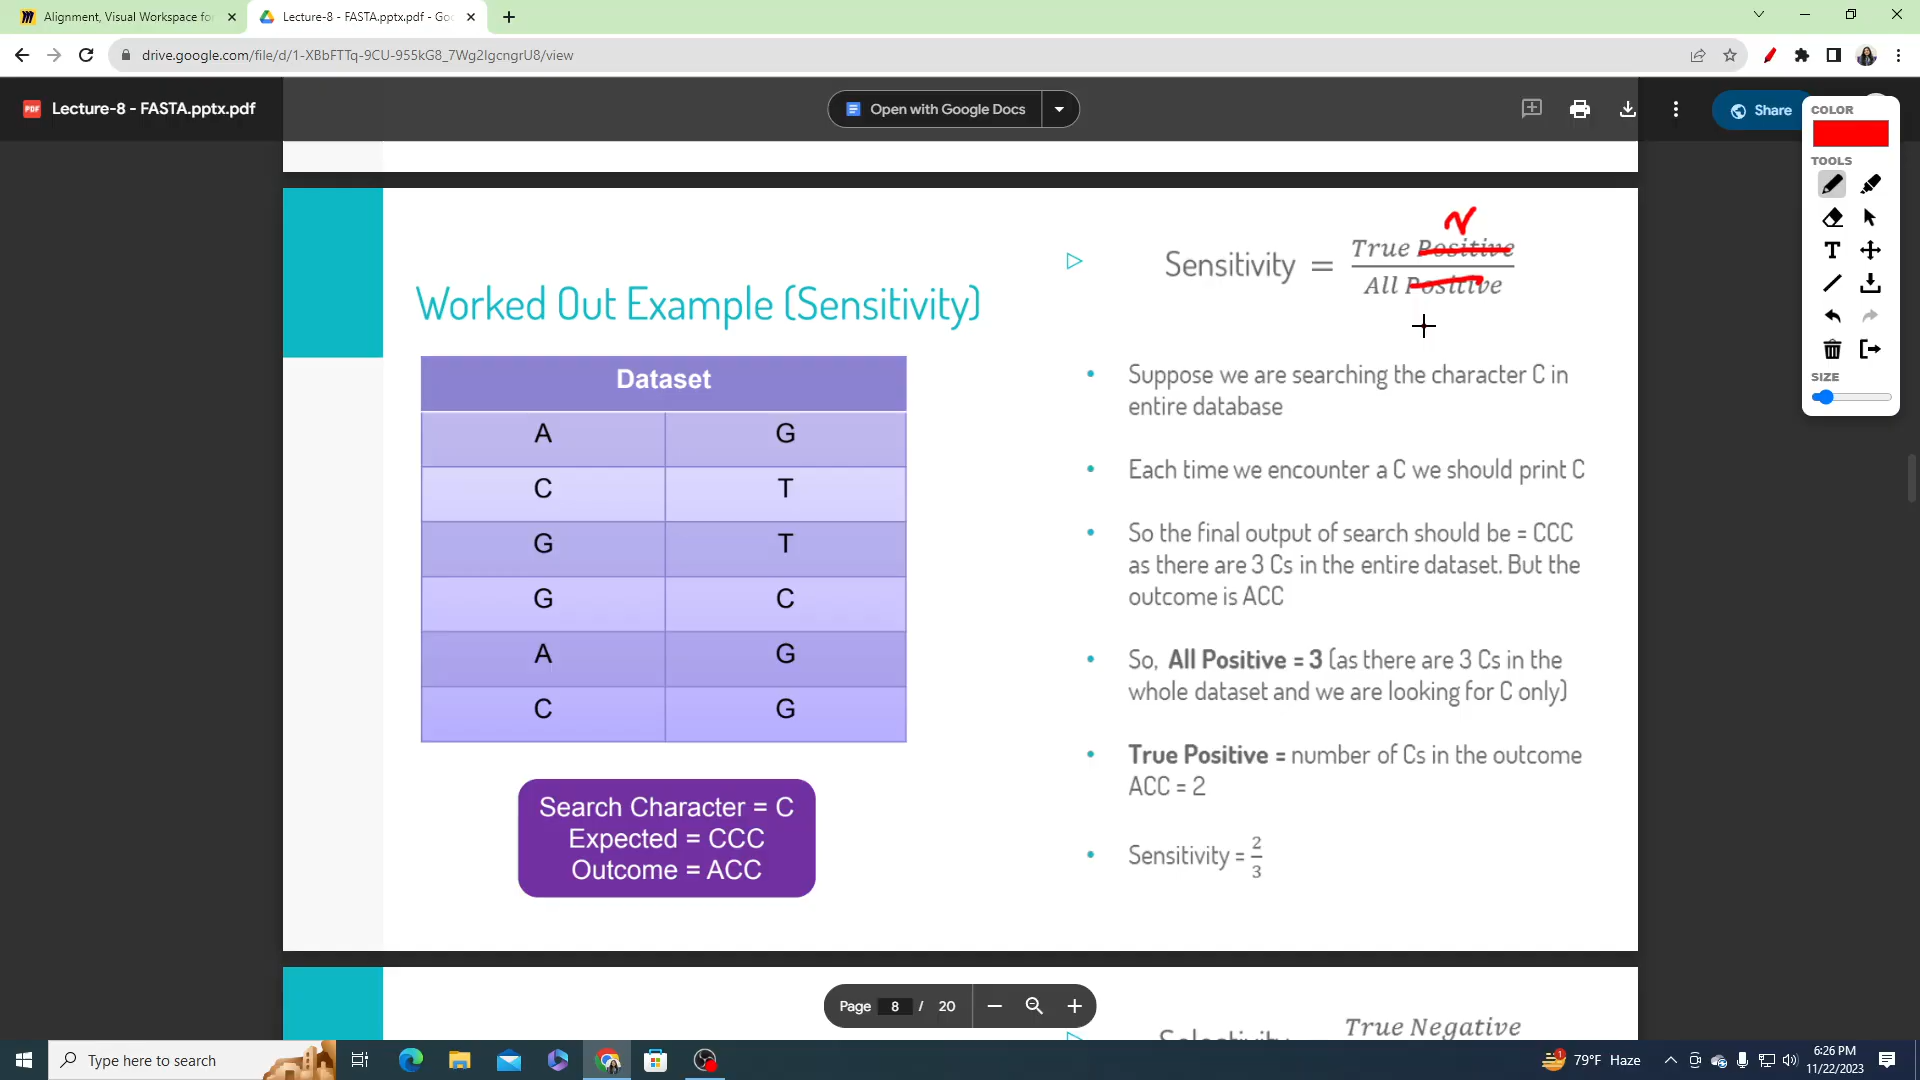 Alignment, Visual Workspace fo
Lecture-8 - FASTA.pptx.pdf - Go
drive.google.com/file/d/1-XBbFTTq-9CU-955kG8_7Wg2IgcngrU8/view
PDF
Lecture-8 - FASTA.pptx.pdf
Open with Google Docs
Share
COLOR
TOOLS
T
SIZE
N
Sensitivity = True Positive
All Positive
Worked Out Example (Sensitivity)
Dataset
A G
C T
G T
G C
A G
C G
Search Character = C
Expected = CCC
Outcome = ACC
Suppose we are searching the character C in
entire database
Each time we encounter a C we should print C
So the final output of search should be = CCC
as there are 3 Cs in the entire dataset. But the
outcome is ACC
So, All Positive = 3 (as there are 3 Cs in the
whole dataset and we are looking for C only)
True Positive = number of Cs in the outcome
ACC = 2
Sensitivity = 2
3
Page 8 / 20
True Negative
Type here to search
1
79°F Haze
6:26 PM
11/22/2023